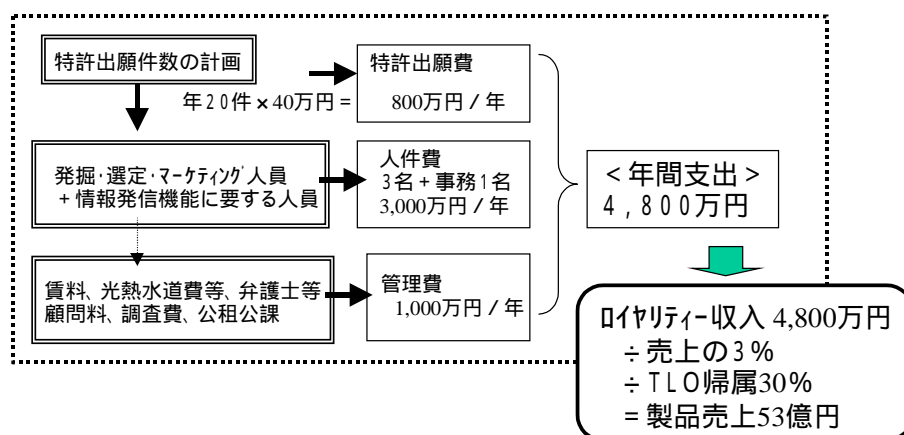 特許出願件数の計画
年20件×40万円＝
特許出願費
800万円／年
発掘・選定・マーケティング人員
＋情報発信機能に要する人員
人件費
3名＋事務1名
3,000万円／年
賃料、光熱水道費等、弁護士等
顧問料、調査費、公租公課
管理費
1,000万円／年
＜年間支出＞
4,800万円
ロイヤリティー収入 4,800万円
÷売上の3％
÷TLO帰属30％
＝製品売上53億円